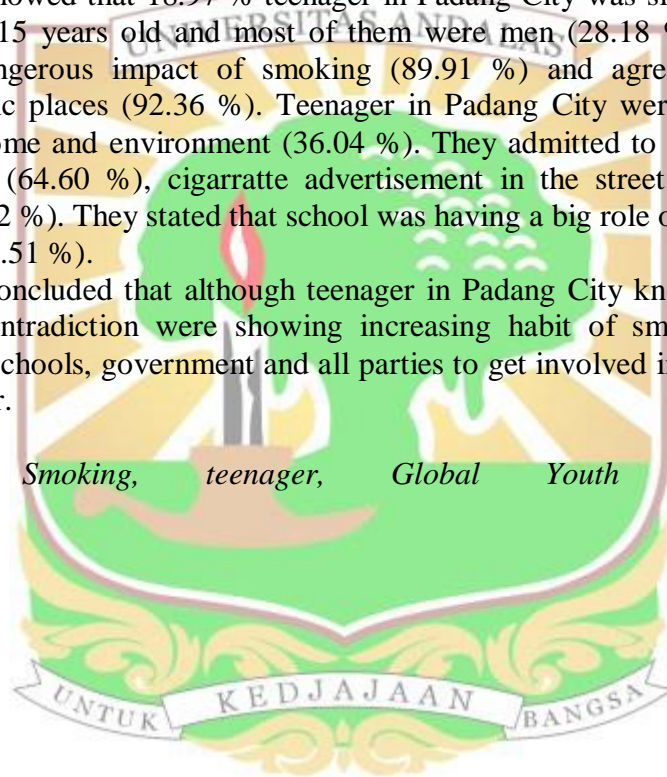 owed that 18.97 % teenager in Padang City was s
15 years old and most of them were men (28.18
UNIVERSITAS ANDALAS
ngerous impact of smoking (89.91 %) and agre
ic places (92.36 %). Teenager in Padang City wer
ome and environment (36.04 %). They admitted to
(64.60 %), cigarratte advertisement in the street
2 %). They stated that school was having a big role o
.51 %).
oncluded that although teenager in Padang City kn
ntradiction were showing increasing habit of sm
chools, government and all parties to get involved i
r.
Smoking, teenager, Global Youth
UNTUK KEDJAJAAN BANGSA